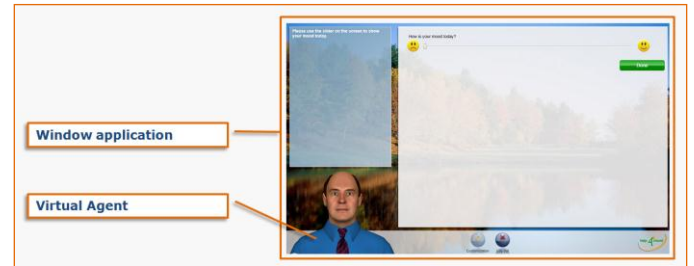 Please use the slider on the screen to show
your mood today.
How is your mood today?
Done
Window application
Virtual Agent